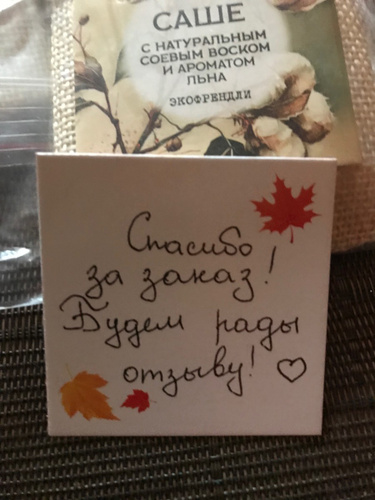 САШЕ
С НАТУРАЛЬНЫМ
СОЕВЫМ ВОСКОМ
И АРОМАТОМ
ЛЬНА
ЭКОФРЕНДЛИ
Спасибо
за заказ!
Будем рады
отзыву! ♡